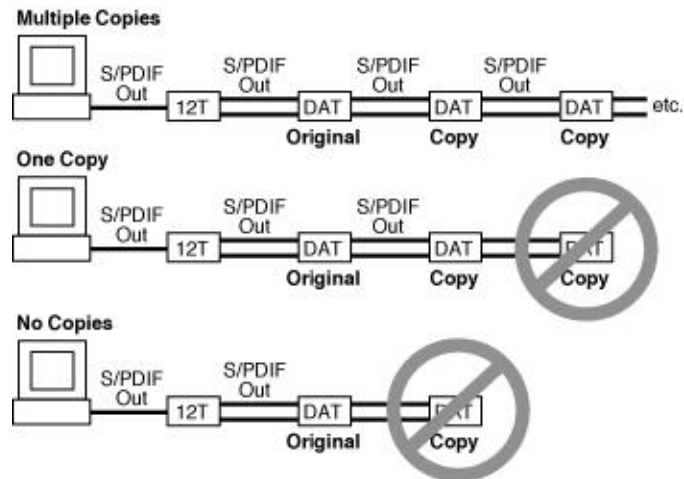 Multiple Copies
S/PDIF Out S/PDIF Out S/PDIF Out S/PDIF Out
12T DAT DAT DAT etc.
Original Copy Copy
One Copy
S/PDIF Out S/PDIF Out S/PDIF Out
12T DAT DAT DAT
Original Copy Copy
No Copies
S/PDIF Out S/PDIF Out
12T DAT DAT
Original Copy